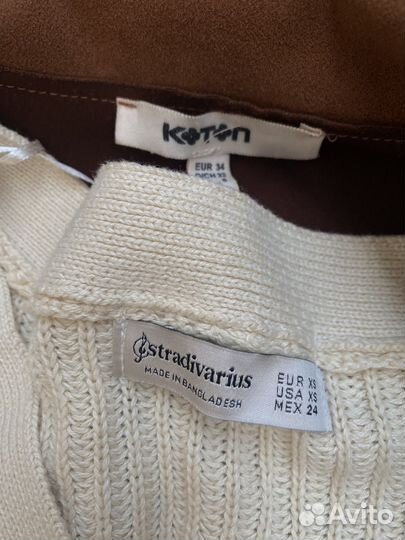 KOTON
EUR 34
stradivarius
MADE IN BANGLADESH
EUR XS
USA XS
MEX 24
Avito